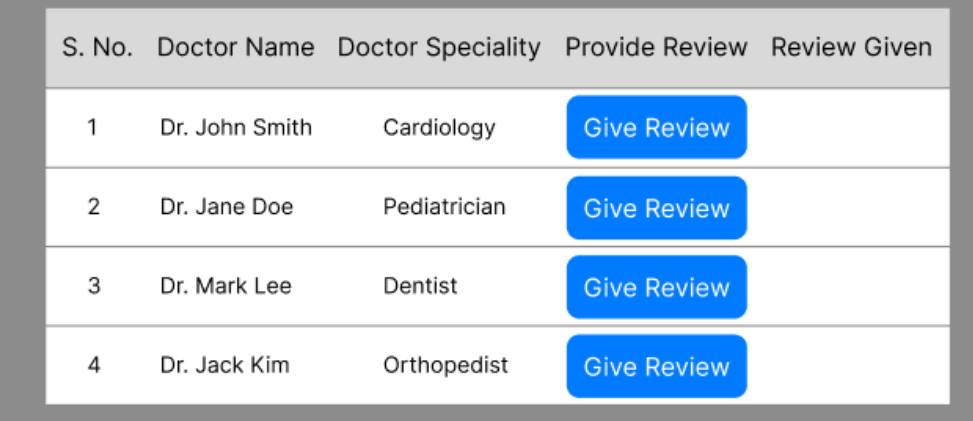 S. No. Doctor Name Doctor Speciality Provide Review Review Given
1 Dr. John Smith Cardiology Give Review
2 Dr. Jane Doe Pediatrician Give Review
3 Dr. Mark Lee Dentist Give Review
4 Dr. Jack Kim Orthopedist Give Review